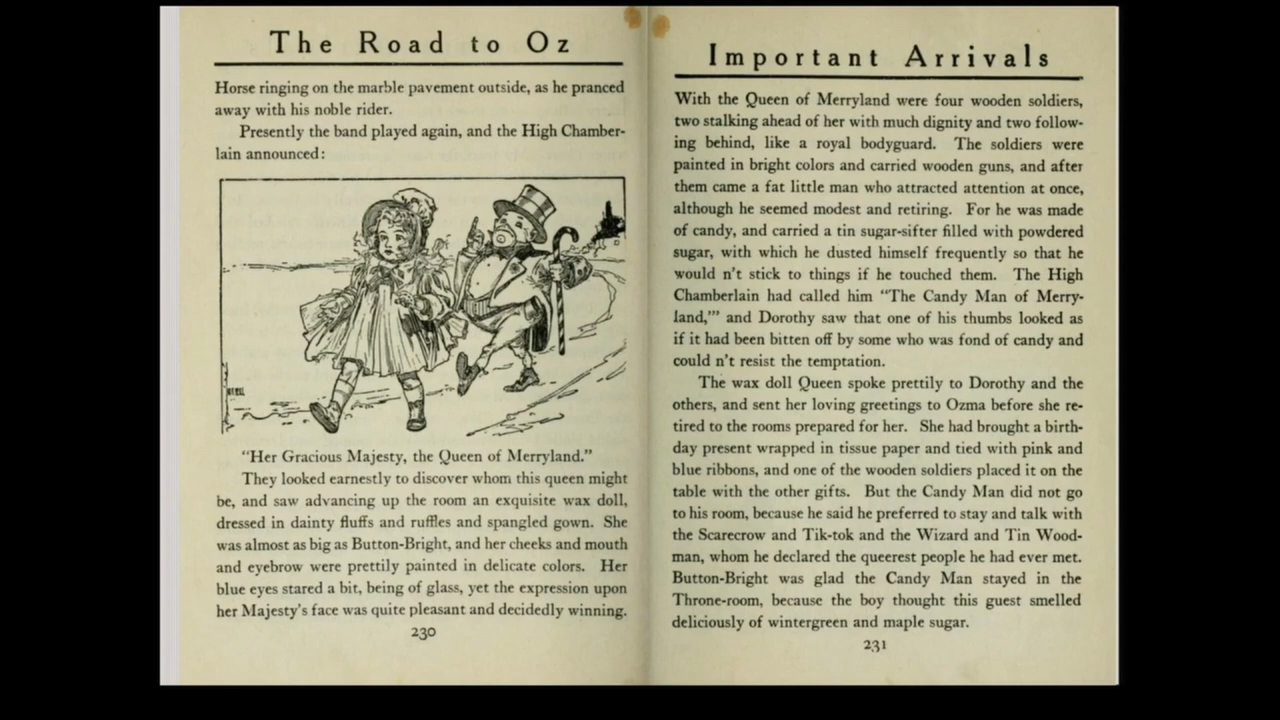 The Road to Oz
Horse ringing on the marble pavement outside, as he pranced
away with his noble rider.
Presently the band played again, and the High Chamber-
lain announced:
"Her Gracious Majesty, the Queen of Merryland."
They looked earnestly to discover whom this queen might
be, and saw advancing up the room an exquisite wax doll,
dressed in dainty fluffs and ruffles and spangled gown. She
was almost as big as Button-Bright, and her cheeks and mouth
and eyebrow were prettily painted in delicate colors. Her
blue eyes stared a bit, being of glass, yet the expression upon
her Majesty's face was quite pleasant and decidedly winning.
230
Important Arrivals
With the Queen of Merryland were four wooden soldiers,
two stalking ahead of her with much dignity and two follow-
ing behind, like a royal bodyguard. The soldiers were
painted in bright colors and carried wooden guns, and after
them came a fat little man who attracted attention at once,
although he seemed modest and retiring. For he was made
of candy, and carried a tin sugar-sifter filled with powdered
sugar, with which he dusted himself frequently so that he
would n't stick to things if he touched them. The High
Chamberlain had called him "The Candy Man of Merry-
land,'" and Dorothy saw that one of his thumbs looked as
if it had been bitten off by some who was fond of candy and
could n't resist the temptation.
The wax doll Queen spoke prettily to Dorothy and the
others, and sent her loving greetings to Ozma before she re-
tired to the rooms prepared for her. She had brought a birth-
day present wrapped in tissue paper and tied with pink and
blue ribbons, and one of the wooden soldiers placed it on the
table with the other gifts. But the Candy Man did not go
to his room, because he said he preferred to stay and talk with
the Scarecrow and Tik-tok and the Wizard and Tin Wood-
man, whom he declared the queerest people he had ever met.
Button-Bright was glad the Candy Man stayed in the
Throne-room, because the boy thought this guest smelled
deliciously of wintergreen and maple sugar.
231